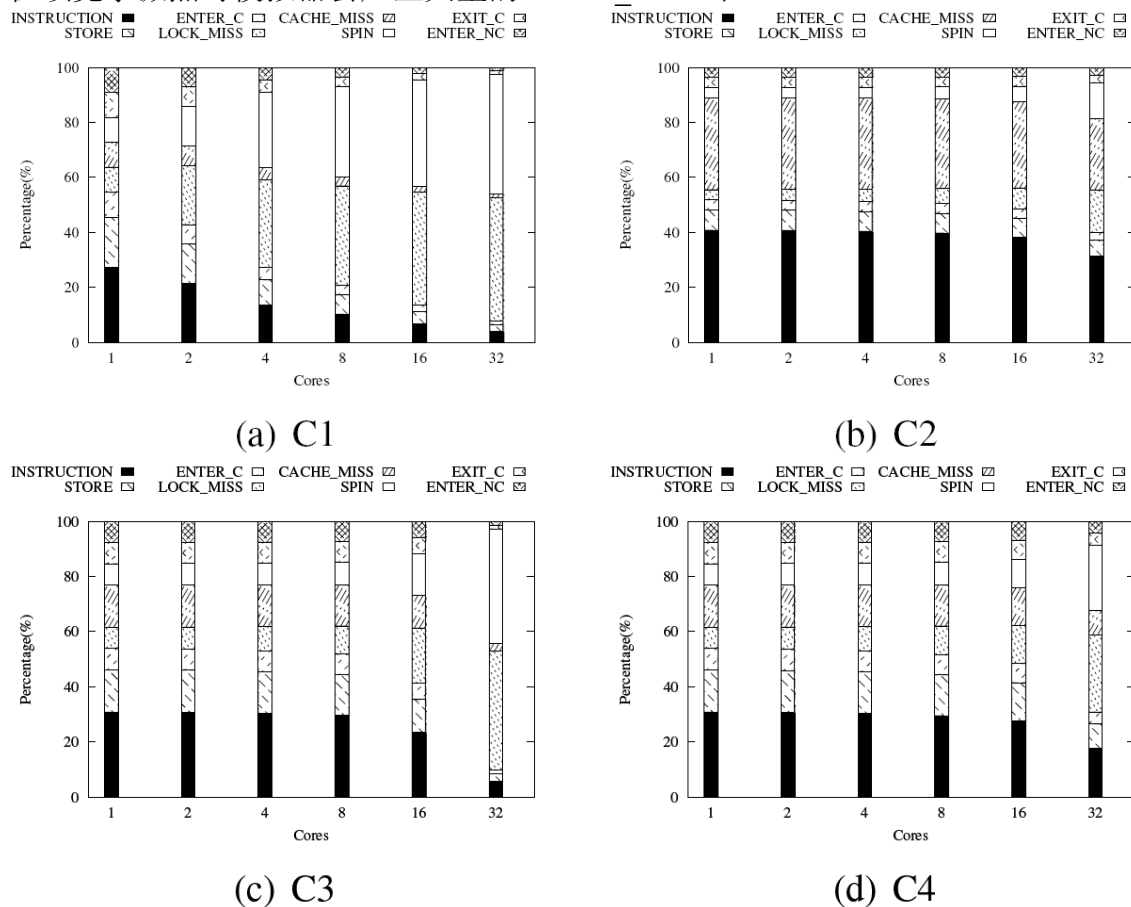 INSTRUCTION ENTER_C CACHE_MISS EXIT_C
STORE LOCK_MISS SPIN ENTER_NC
100
80
60
40
20
0
Percentage(%)
1 2 4 8 16 32
Cores
(a) C1
INSTRUCTION ENTER_C CACHE_MISS EXIT_C
STORE LOCK_MISS SPIN ENTER_NC
100
80
60
40
20
0
Percentage(%)
1 2 4 8 16 32
Cores
(b) C2
INSTRUCTION ENTER_C CACHE_MISS EXIT_C
STORE LOCK_MISS SPIN ENTER_NC
100
80
60
40
20
0
Percentage(%)
1 2 4 8 16 32
Cores
(c) C3
INSTRUCTION ENTER_C CACHE_MISS EXIT_C
STORE LOCK_MISS SPIN ENTER_NC
100
80
60
40
20
0
Percentage(%)
1 2 4 8 16 32
Cores
(d) C4